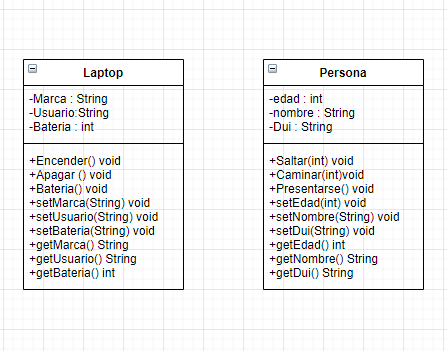 Laptop
-Marca : String
-Usuario:String
-Bateria : int
+Encender() void
+Apagar () void
+Bateria() void
+setMarca(String) void
+setUsuario(String) void
+setBateria(String) void
+getMarca() String
+getUsuario() String
+getBateria() int
Persona
-edad : int
-nombre : String
-Dui : String
+Saltar(int) void
+Caminar(int)void
+Presentarse() void
+setEdad(int) void
+setNombre(String) void
+setDui(String) void
+getEdad() int
+getNombre() String
+getDui() String